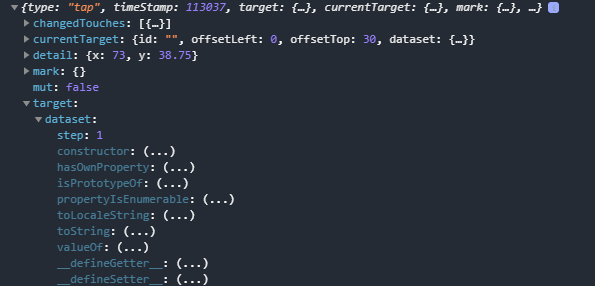 {type: "tap", timeStamp: 113037, target: {…}, currentTarget: {…}, mark: {…}, …}
changedTouches: [{…}]
currentTarget: {id: "", offsetLeft: 0, offsetTop: 30, dataset: {…}}
detail: {x: 73, y: 38.75}
mark: {}
mut: false
target:
dataset:
step: 1
constructor: (...)
hasOwnProperty: (...)
isPrototypeOf: (...)
propertyIsEnumerable: (...)
toLocaleString: (...)
toString: (...)
valueOf: (...)
__defineGetter__: (...)
__defineSetter__: (...)